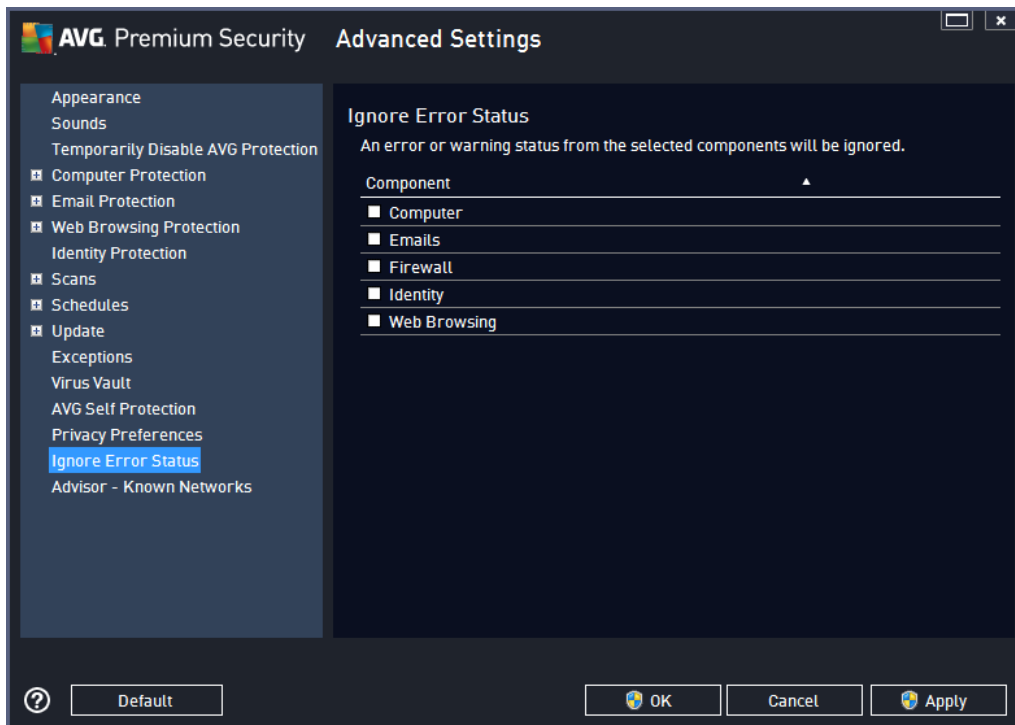 AVG. Premium Security
Advanced Settings
Appearance
Sounds
Temporarily Disable AVG Protection
Computer Protection
Email Protection
Web Browsing Protection
Identity Protection
Scans
Schedules
Update
Exceptions
Virus Vault
AVG Self Protection
Privacy Preferences
Ignore Error Status
Advisor - Known Networks
Ignore Error Status
An error or warning status from the selected components will be ignored.
Component
Computer
Emails
Firewall
Identity
Web Browsing
Default
OK
Cancel
Apply